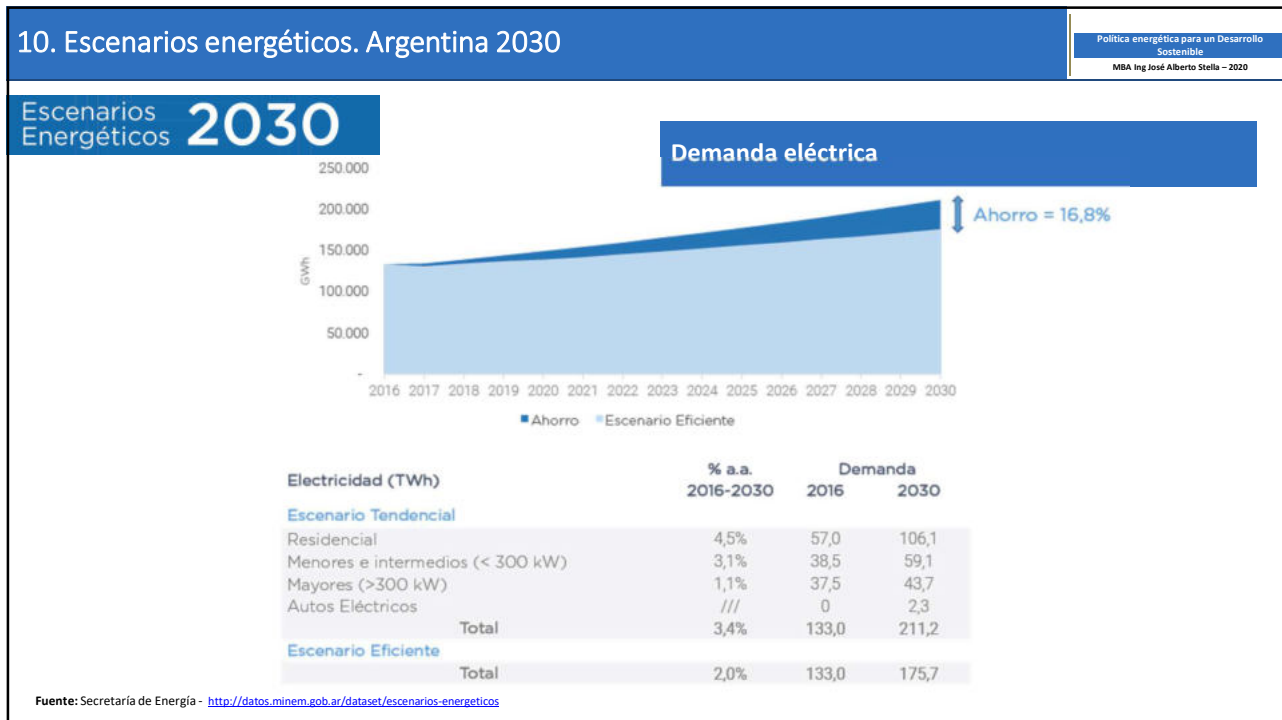 10. Escenarios energéticos. Argentina 2030
Política energética para un Desarrollo
Sostenible
MBA Ing José Alberto Stella – 2020
Escenarios
Energéticos 2030
Demanda eléctrica
250.000
200.000
150.000
100.000
50.000
-
GWh
Ahorro = 16,8%
2016 2017 2018 2019 2020 2021 2022 2023 2024 2025 2026 2027 2028 2029 2030
Ahorro Escenario Eficiente
Electricidad (TWh) % a.a. Demanda
2016-2030 2016 2030
Escenario Tendencial
Residencial 4,5% 57,0 106,1
Menores e intermedios (< 300 kW) 3,1% 38,5 59,1
Mayores (>300 kW) 1,1% 37,5 43,7
Autos Eléctricos /// 0 2,3
Total 3,4% 133,0 211,2
Escenario Eficiente
Total 2,0% 133,0 175,7
Fuente: Secretaría de Energía - http://datos.minem.gob.ar/dataset/escenarios-energeticos